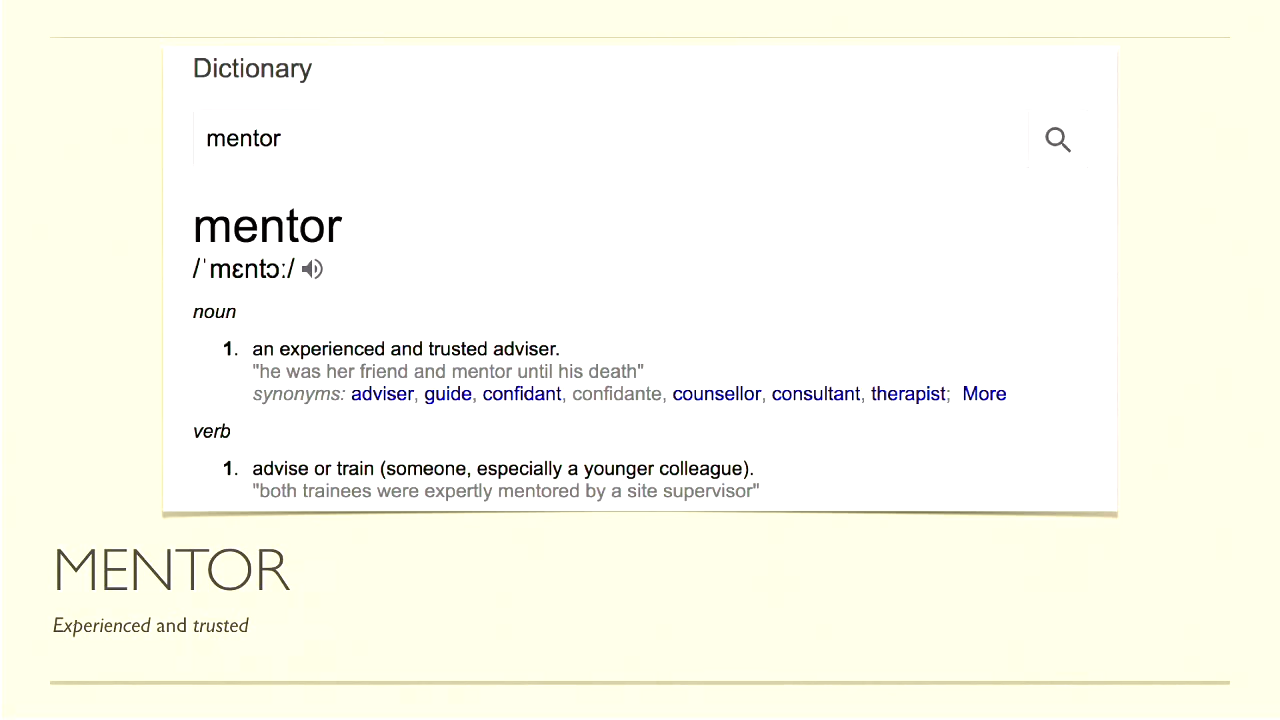 Dictionary
mentor
mentor
/ˈmɛntɔː/
noun
1. an experienced and trusted adviser.
"he was her friend and mentor until his death"
synonyms: adviser, guide, confidant, confidante, counsellor, consultant, therapist; More
verb
1. advise or train (someone, especially a younger colleague).
"both trainees were expertly mentored by a site supervisor"
MENTOR
Experienced and trusted